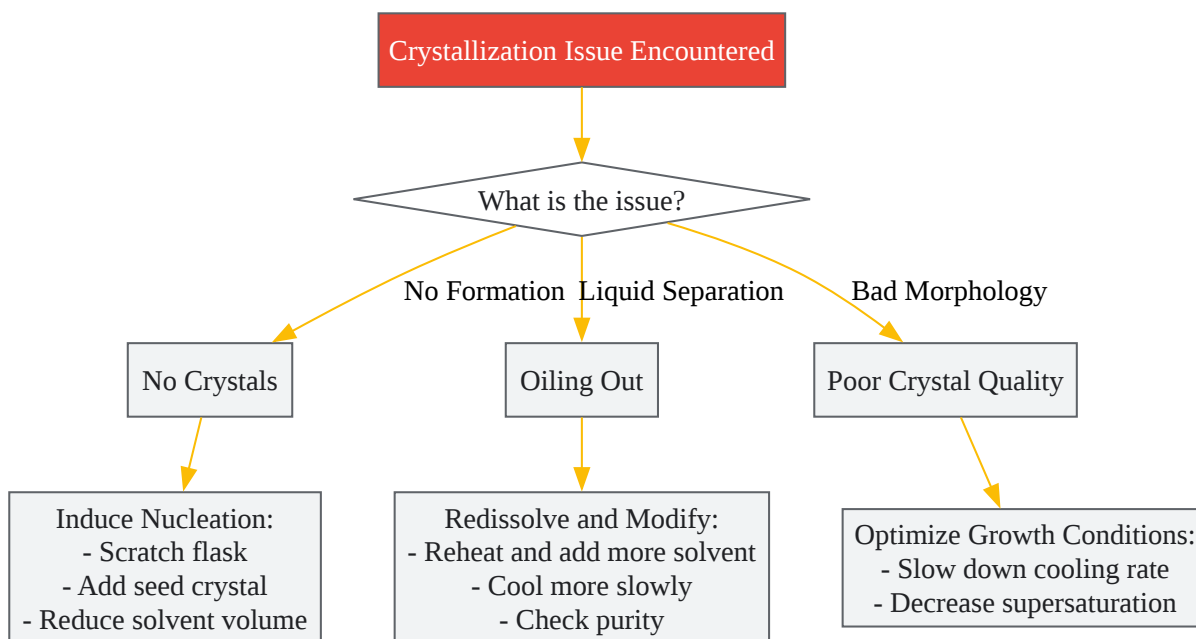 Crystallization Issue Encountered
What is the issue?
No Formation
Liquid Separation
Bad Morphology
No Crystals
Oiling Out
Poor Crystal Quality
Induce Nucleation:
- Scratch flask
- Add seed crystal
- Reduce solvent volume
Redissolve and Modify:
- Reheat and add more solvent
- Cool more slowly
- Check purity
Optimize Growth Conditions:
- Slow down cooling rate
- Decrease supersaturation